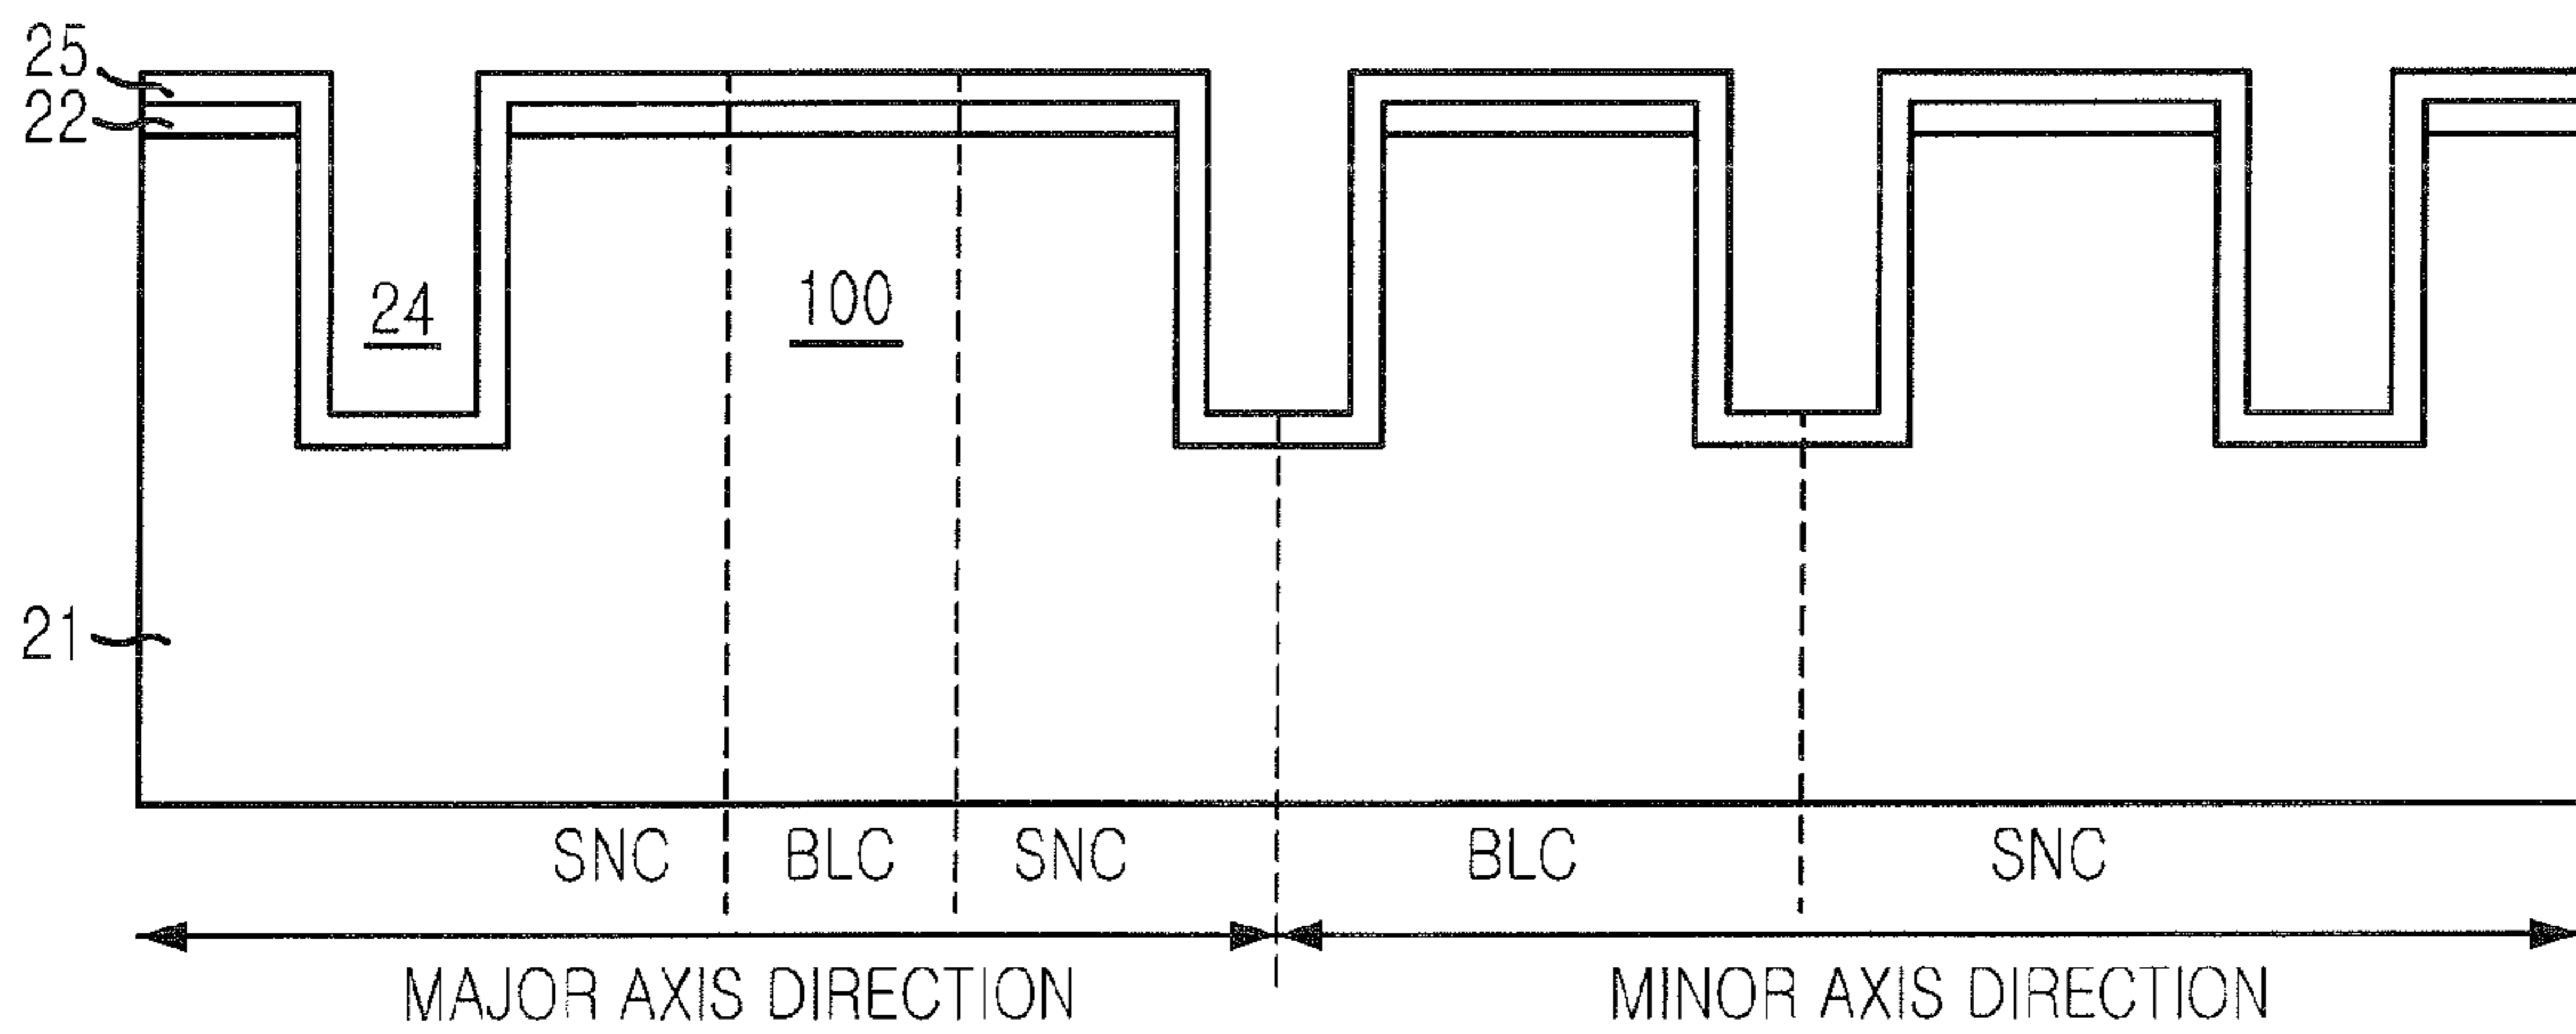 25
22
24
100
21
SNC BLC SNC BLC SNC
MAJOR AXIS DIRECTION MINOR AXIS DIRECTION